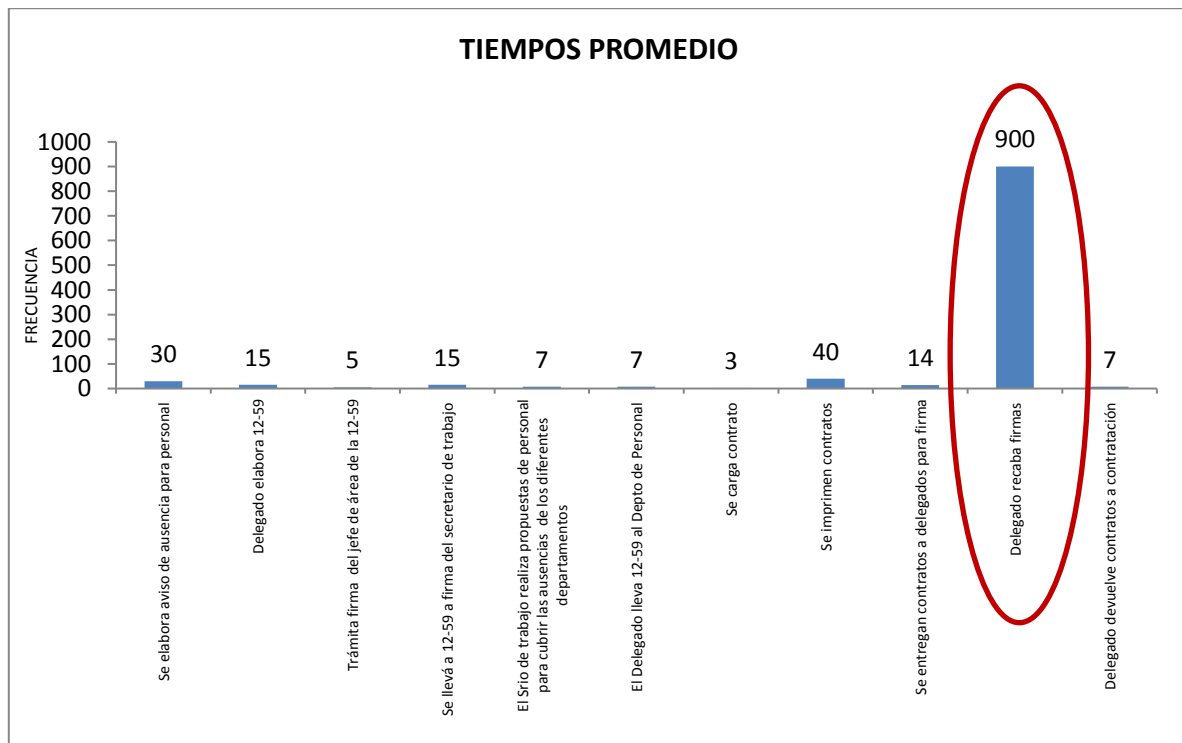 TIEMPOS PROMEDIO
FRECUENCIA
1000
900
800
700
600
500
400
300
200
100
0
30
15
5
15
7
7
3
40
14
900
7
Se elabora aviso de ausencia para personal
Delegado elabora 12-59
Trámita firma del jefe de área de la 12-59
Se llevá a 12-59 a firma del secretario de trabajo
El Srio de trabajo realiza propuestas de personal
para cubrir las ausencias de los diferentes
departamentos
El Delegado lleva 12-59 al Depto de Personal
Se carga contrato
Se imprimen contratos
Se entregan contratos a delegados para firma
Delegado recaba firmas
Delegado devuelve contratos a contratación